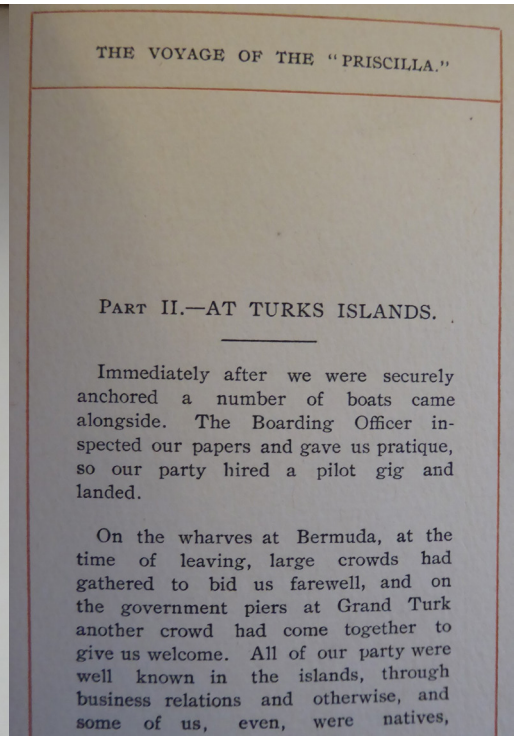 THE VOYAGE OF THE "PRISCILLA."
PART II.—AT TURKS ISLANDS.
Immediately after we were securely
anchored a number of boats came
alongside. The Boarding Officer in-
spected our papers and gave us pratique,
so our party hired a pilot gig and
landed.
On the wharves at Bermuda, at the
time of leaving, large crowds had
gathered to bid us farewell, and on
the government piers at Grand Turk
another crowd had come together to
give us welcome. All of our party were
well known in the islands, through
business relations and otherwise, and
some of us, even, were natives,